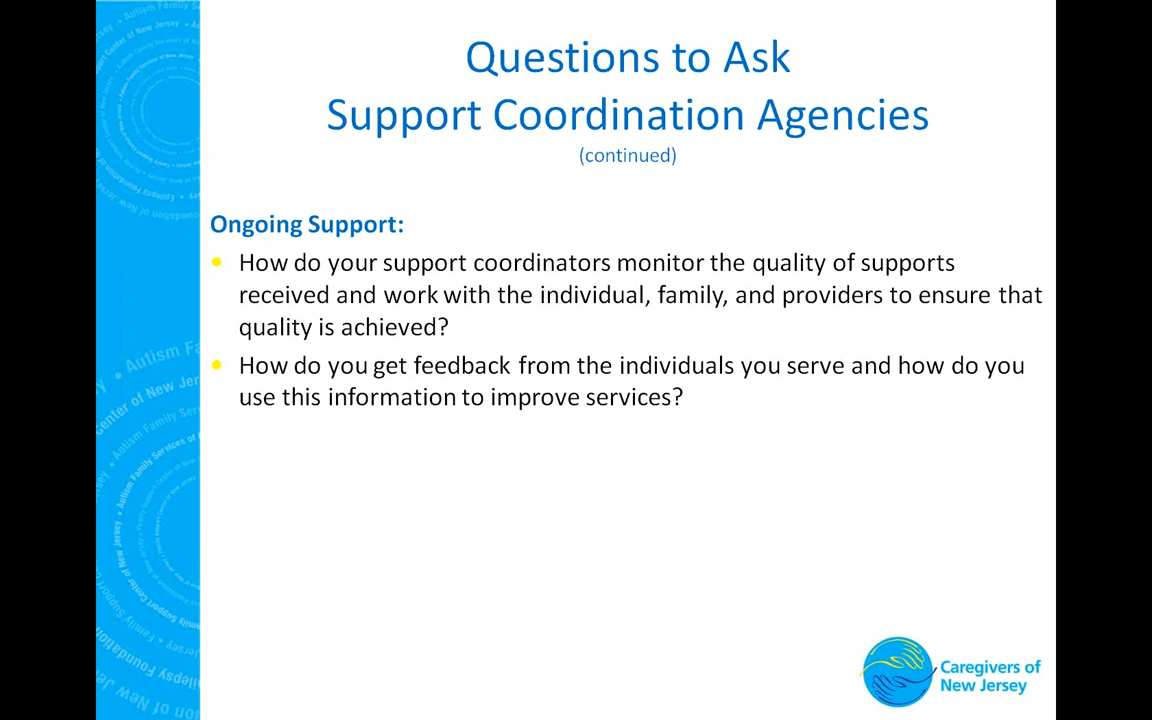 Questions to Ask
Support Coordination Agencies
(continued)
Ongoing Support:
• How do your support coordinators monitor the quality of supports
received and work with the individual, family, and providers to ensure that
quality is achieved?
• How do you get feedback from the individuals you serve and how do you
use this information to improve services?
Caregivers of
New Jersey